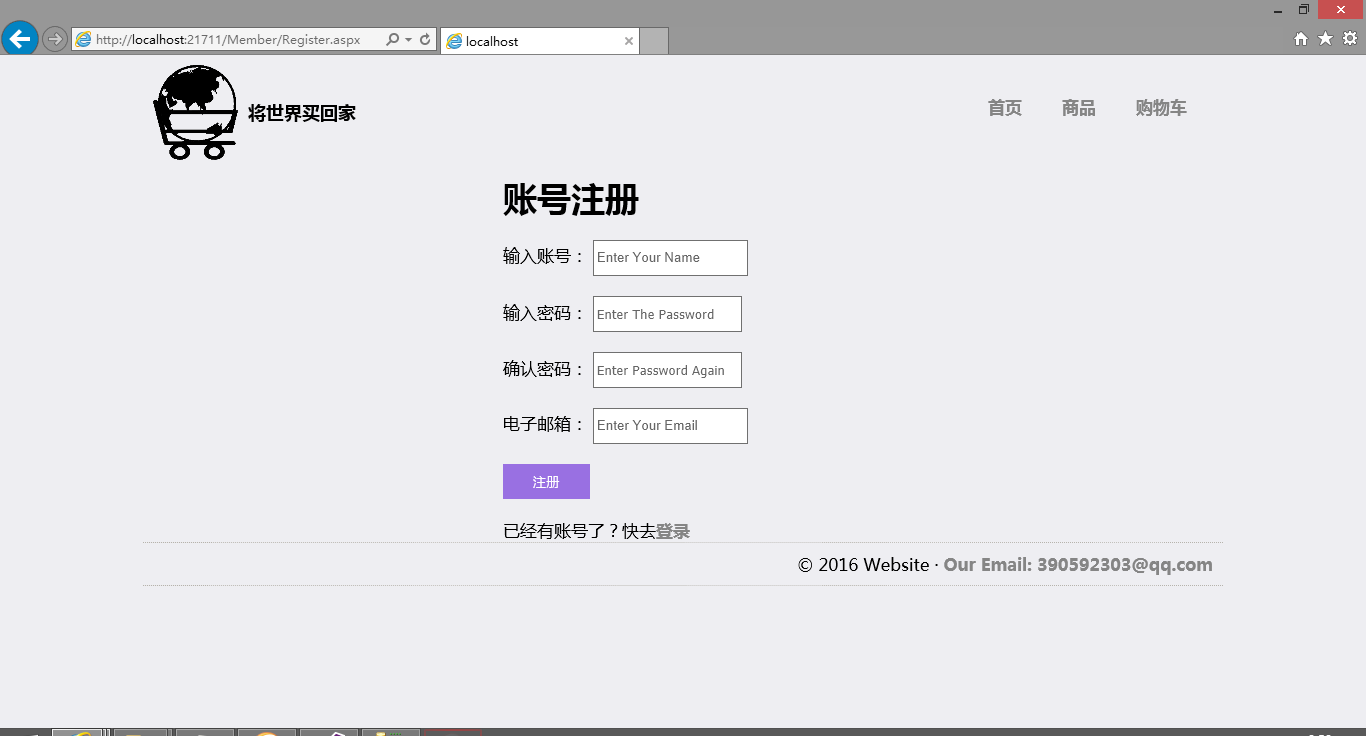 http://localhost:21711/Member/Register.aspx
localhost
将世界买回家
首页 商品 购物车
账号注册
输入账号： Enter Your Name
输入密码： Enter The Password
确认密码： Enter Password Again
电子邮箱： Enter Your Email
注册
已经有账号了？快去登录
© 2016 Website · Our Email: 390592303@qq.com